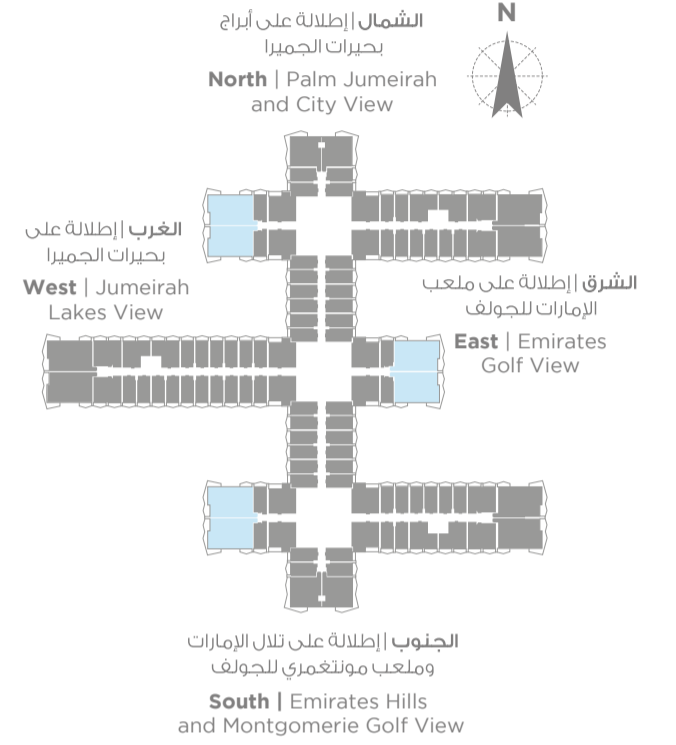 الشمال | إطلالة على أبراج
بحيرات الجميرا
North | Palm Jumeirah
and City View
N
الغرب | إطلالة على
بحيرات الجميرا
West | Jumeirah
Lakes View
الشرق | إطلالة على ملعب
الإمارات للجولف
East | Emirates
Golf View
الجنوب | إطلالة على تلال الإمارات
وملعب مونتغمري للجولف
South | Emirates Hills
and Montgomerie Golf View